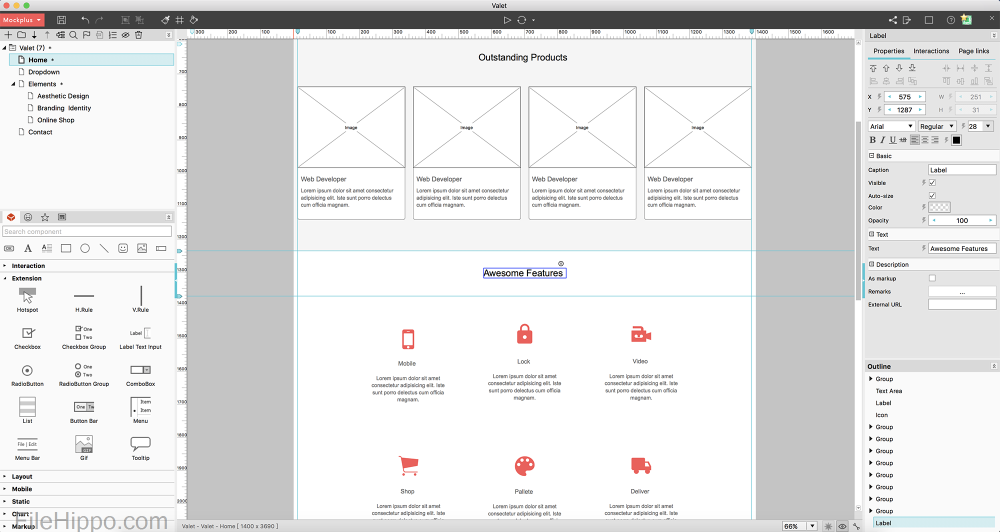 Valet
Mockplus
300 200 100 100 200 300 400 500 600 700 800 900 1000 1100 1200 1300 1400 1500 1600
Valet (7) *
Home *
Dropdown
Elements *
Aesthetic Design
Branding Identity
Online Shop
Contact
Search component
OK
Interaction
Extension
Hotspot
H.Rule
V.Rule
One
Two
Label
Checkbox
Checkbox Group
Label Text Input
One
Two
RadioButton
RadioButton Group
ComboBox
One Tw
Item
Item
List
Button Bar
Menu
File | Edit
GIF
Menu Bar
Gif
Tooltip
Layout
Mobile
Static
Chart
Markup
FileHippo.com
700
800
900
1000
1100
1200
1300
1400
1500
1600
1700
1800
1900
2000
Outstanding Products
Image
Image
Image
Image
Web Developer
Lorem ipsum dolor sit amet consectetur
adipisicing elit. Iste sunt porro delectus
cum officia magnam.
Web Developer
Lorem ipsum dolor sit amet consectetur
adipisicing elit. Iste sunt porro delectus
cum officia magnam.
Web Developer
Lorem ipsum dolor sit amet consectetur
adipisicing elit. Iste sunt porro delectus
cum officia magnam.
Web Developer
Lorem ipsum dolor sit amet consectetur
adipisicing elit. Iste sunt porro delectus
cum officia magnam.
Awesome Features
Mobile
Lorem ipsum dolor sit amet
consectetur adipisicing elit. Iste
sunt porro delectus cum officia
magnam.
Lock
Lorem ipsum dolor sit amet
consectetur adipisicing elit. Iste
sunt porro delectus cum officia
magnam.
Video
Lorem ipsum dolor sit amet
consectetur adipisicing elit. Iste
sunt porro delectus cum officia
magnam.
Shop
Lorem ipsum dolor sit amet
consectetur adipisicing elit. Iste
Pallete
Lorem ipsum dolor sit amet
consectetur adipisicing elit. Iste
Deliver
Lorem ipsum dolor sit amet
consectetur adipisicing elit. Iste
Valet - Valet - Home [ 1400 x 3690 ]
66%
Label
Properties Interactions Page links
X 575 W 251
Y 1287 H 31
Arial Regular 28
B I U AB
Basic
Caption Label
Visible
Auto-size
Color
Opacity 100
Text
Text Awesome Features
Description
As markup
Remarks ...
External URL
Outline
Group
Text Area
Label
Icon
Group
Group
Group
Group
Group
Group
Group
Group
Label